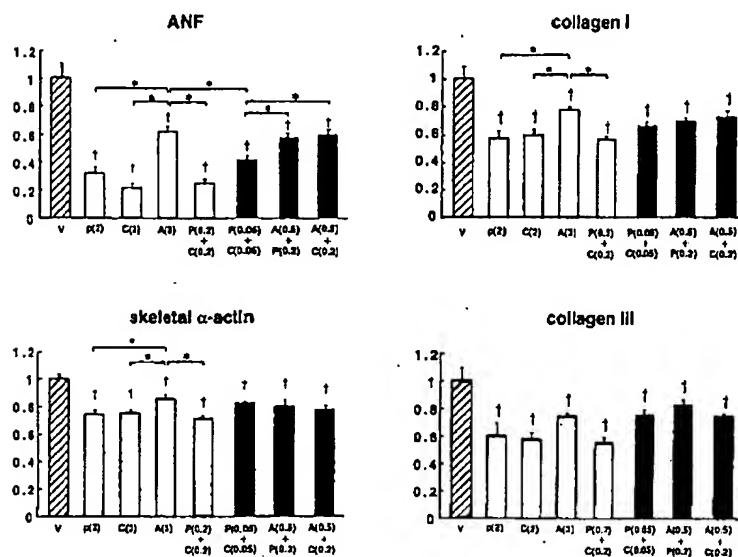 ANF
1.2
1
0.8
0.6
0.4
0.2
0
* * * * * *
† † † † † † †
V P(2) C(2) A(3) P(0.2) + C(0.2) P(0.05) + C(0.05) A(0.5) + P(0.2) A(0.5) + C(0.2)
collagen I
1.2
1
0.8
0.6
0.4
0.2
0
* * *
† † † † † † †
V P(2) C(2) A(3) P(0.2) + C(0.2) P(0.05) + C(0.05) A(0.5) + P(0.2) A(0.5) + C(0.2)
skeletal α-actin
1.2
1
0.8
0.6
0.4
0.2
0
* * *
† † † † † † †
V P(2) C(2) A(3) P(0.2) + C(0.2) P(0.05) + C(0.05) A(0.5) + P(0.2) A(0.5) + C(0.2)
collagen III
1.2
1
0.8
0.6
0.4
0.2
0
† † † † † † †
V P(2) C(2) A(3) P(0.2) + C(0.2) P(0.05) + C(0.05) A(0.5) + P(0.2) A(0.5) + C(0.2)